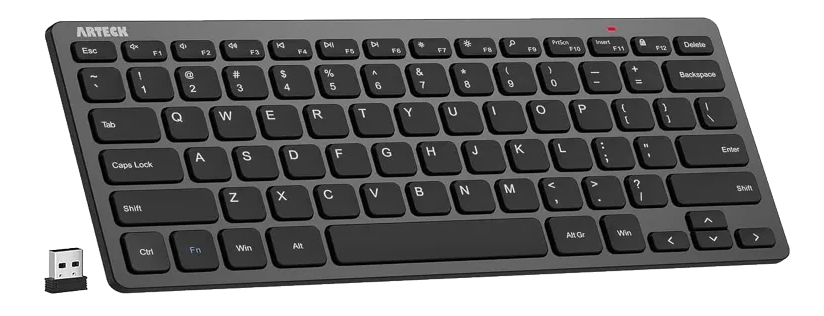 ARTECK
Esc F1 F2 F3 F4 F5 F6 F7 F8 F9 PrtScn F10 Insert F11 F12 Delete
~ ` ! 1 @ 2 # 3 $ 4 % 5 ^ 6 & 7 * 8 ( 9 ) 0 _ - + = Backspace
Tab Q W E R T Y U I O P { [ } ] | \
Caps Lock A S D F G H J K L : ; " ' Enter
Shift Z X C V B N M < , > . ? / Shift
Ctrl Fn Win Alt Alt Gr Win